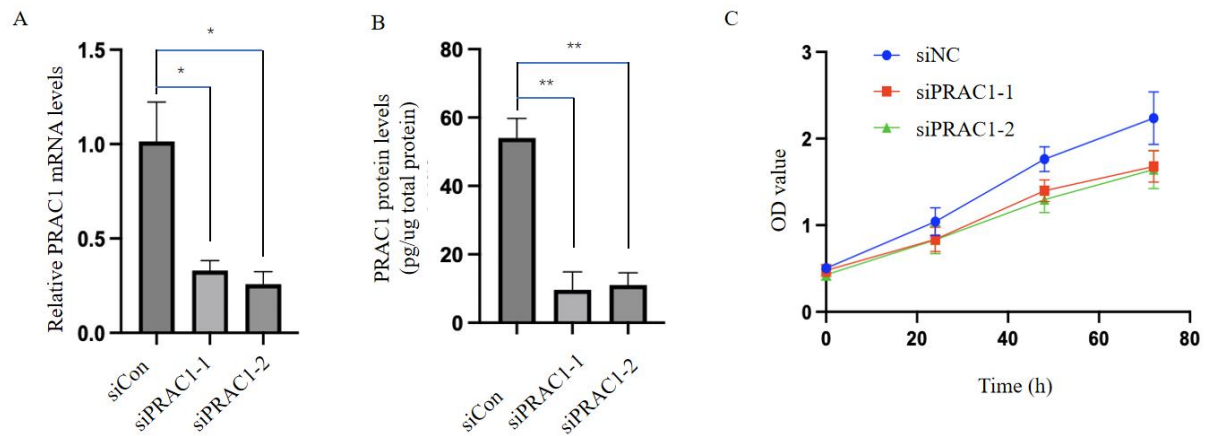 A
Relative PRAC1 mRNA levels
1.5
1.0
0.5
0.0
*
*
siCon
siPRAC1-1
siPRAC1-2
B
PRAC1 protein levels
(pg/ug total protein)
80
60
40
20
0
**
**
siCon
siPRAC1-1
siPRAC1-2
C
siNC
siPRAC1-1
siPRAC1-2
OD value
3
2
1
0
0
20
40
60
80
Time (h)